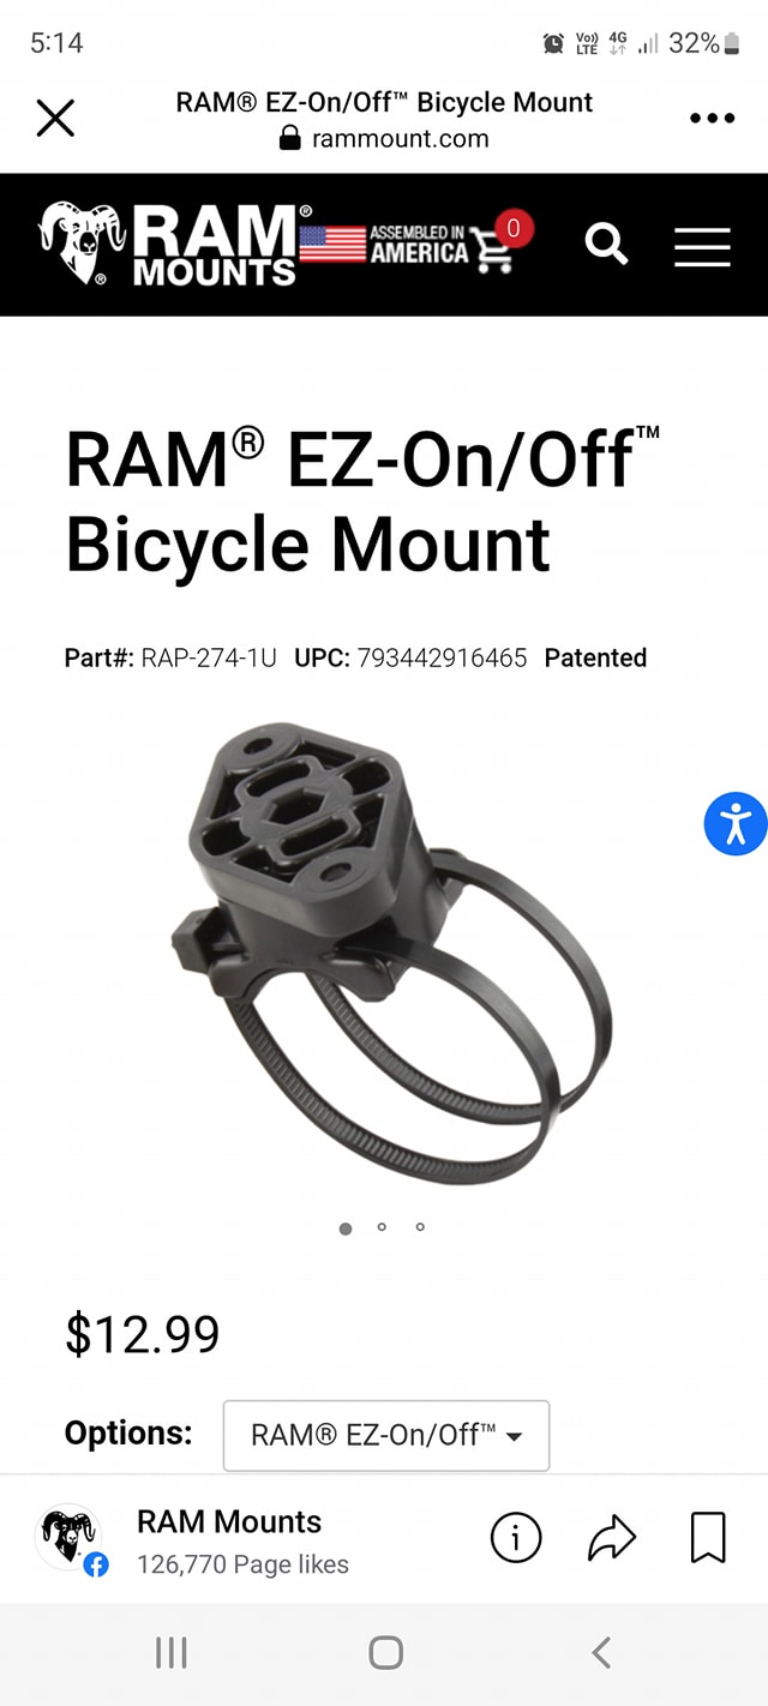 5:14
Vo))
LTE
4G
32%
RAM® EZ-On/Off™ Bicycle Mount
rammount.com
RAM®
MOUNTS
®
ASSEMBLED IN
AMERICA
0
RAM® EZ-On/Off™
Bicycle Mount
Part#: RAP-274-1U UPC: 793442916465 Patented
$12.99
Options:
RAM® EZ-On/Off™
RAM Mounts
126,770 Page likes